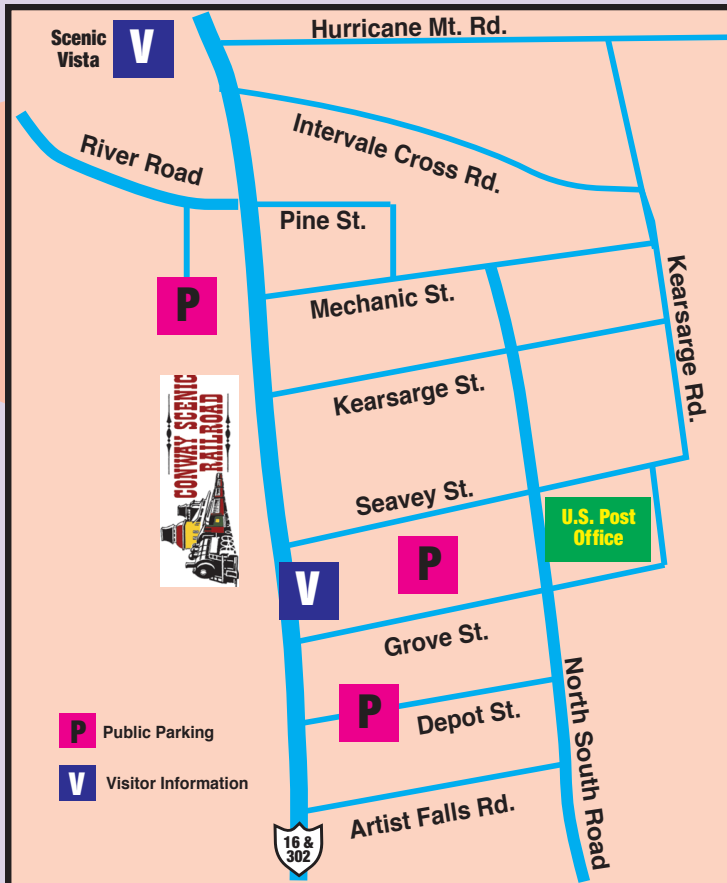 Scenic
Vista
V
Hurricane Mt. Rd.
Intervale Cross Rd.
River Road
Pine St.
P
Mechanic St.
Kearsarge Rd.
Kearsarge St.
CONWAY SCENIC
RAILROAD
Seavey St.
U.S. Post
Office
P
V
Grove St.
North South Road
P
Depot St.
P Public Parking
V Visitor Information
Artist Falls Rd.
16 &
302